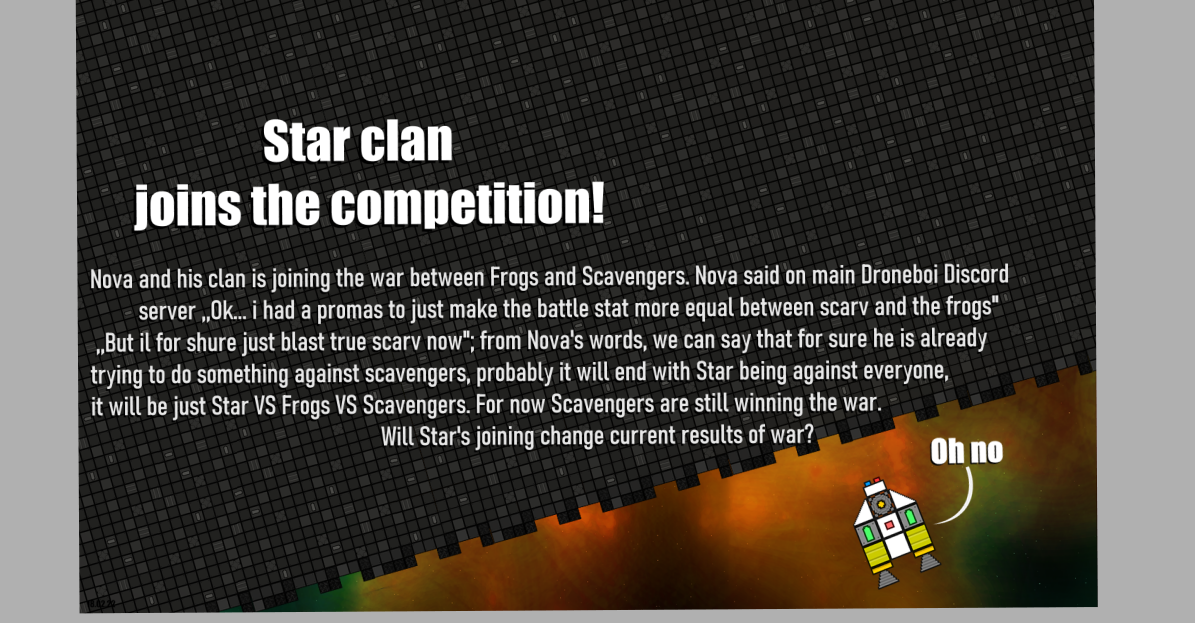 Star clan
joins the competition!
Nova and his clan is joining the war between Frogs and Scavengers. Nova said on main Droneboi Discord
server „Ok... i had a promas to just make the battle stat more equal between scarv and the frogs"
„But il for shure just blast true scarv now"; from Nova's words, we can say that for sure he is already
trying to do something against scavengers, probably it will end with Star being against everyone,
it will be just Star VS Frogs VS Scavengers. For now Scavengers are still winning the war.
Will Star's joining change current results of war?
Oh no